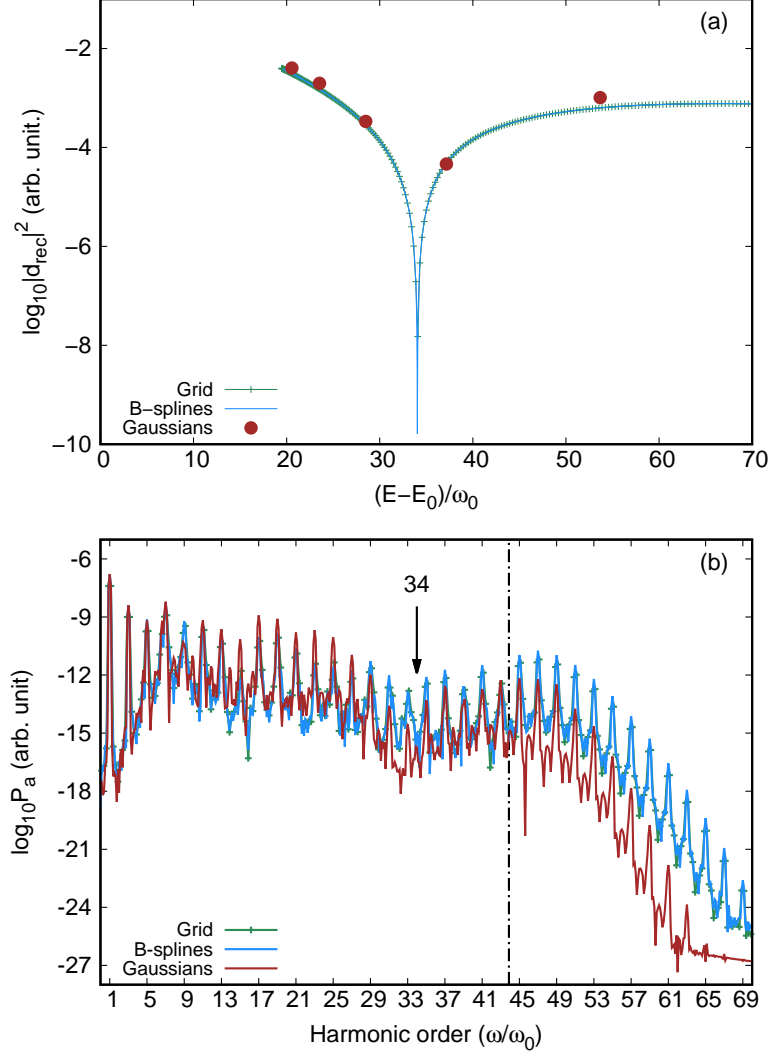 (a)
−2
−4
−6
−8
−10
log10|drec|2 (arb. unit.)
Grid
B−splines
Gaussians
0 10 20 30 40 50 60 70
(E−E0)/ω0
(b)
-6
-9
-12
-15
-18
-21
-24
-27
log10Pa (arb. unit)
34
Grid
B-splines
Gaussians
1 5 9 13 17 21 25 29 33 37 41 45 49 53 57 61 65 69
Harmonic order (ω/ω0)